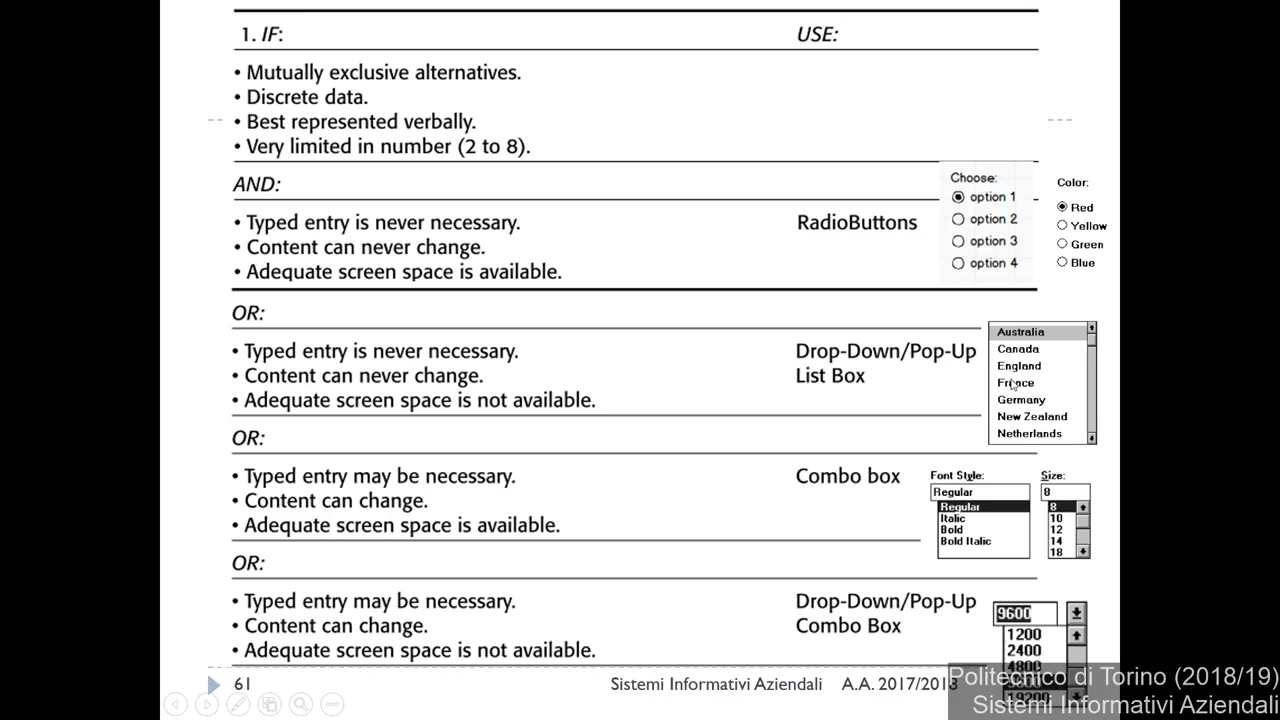 1. IF: USE:
• Mutually exclusive alternatives.
• Discrete data.
• Best represented verbally.
• Very limited in number (2 to 8).
AND:
• Typed entry is never necessary. RadioButtons
• Content can never change.
• Adequate screen space is available.
Choose:
option 1
option 2
option 3
option 4
Color:
Red
Yellow
Green
Blue
OR:
• Typed entry is never necessary. Drop-Down/Pop-Up
• Content can never change. List Box
• Adequate screen space is not available.
Australia
Canada
England
France
Germany
New Zealand
Netherlands
OR:
• Typed entry may be necessary. Combo box
• Content can change.
• Adequate screen space is available.
Font Style:
Regular
Regular
Italic
Bold
Bold Italic
Size:
8
8
10
12
14
18
OR:
• Typed entry may be necessary. Drop-Down/Pop-Up
• Content can change. Combo Box
• Adequate screen space is not available.
9600
1200
2400
4800
19200
61 Sistemi Informativi Aziendali A.A. 2017/2018
Politecnico di Torino (2018/19)
Sistemi Informativi Aziendali